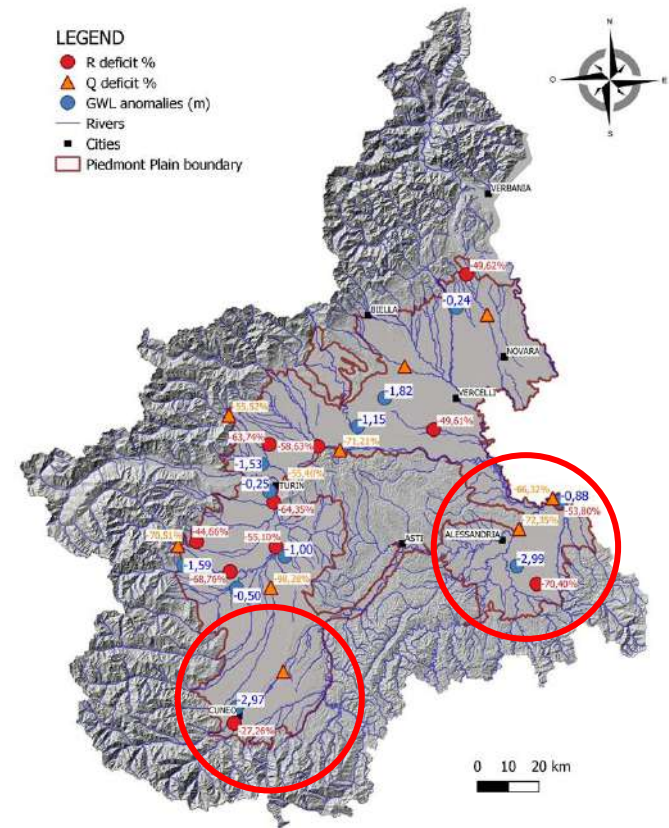 N
O
E
S
LEGEND
R deficit %
Q deficit %
GWL anomalies (m)
Rivers
Cities
Piedmont Plain boundary
VERBANIA
-49,62%
-0,24
BIELLA
NOVARA
-1,82
VERCELLI
-55,52%
-1,15
-49,61%
-63,74%
-58,63%
-71,21%
-1,53
-55,46%
-0,25
TURIN
-64,35%
-66,32%
-0,88
-53,80%
-72,35%
-70,51%
-44,66%
-55,10%
-1,00
ASTI
ALESSANDRIA
-1,59
-68,76%
-2,99
-0,50
-70,40%
-2,97
CUNEO
-27,26%
0 10 20 km